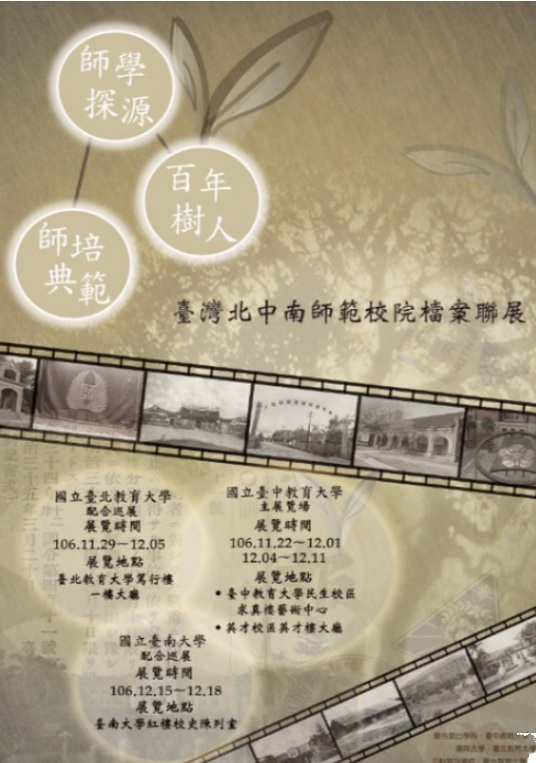 師學
探源
百年
樹人
師培
典範
臺灣北中南師範校院檔案聯展
國立臺北教育大學
配合巡展
展覽時間
106.11.29～12.05
展覽地點
臺北教育大學篤行樓
一樓大廳
國立臺中教育大學
主展覽場
展覽時間
106.11.22～12.01
12.04～12.11
展覽地點
• 臺中教育大學民生校區
求真樓藝術中心
• 英才校區英才樓大廳
國立臺南大學
配合巡展
展覽時間
106.12.15～12.18
展覽地點
臺南大學紅樓校史陳列室